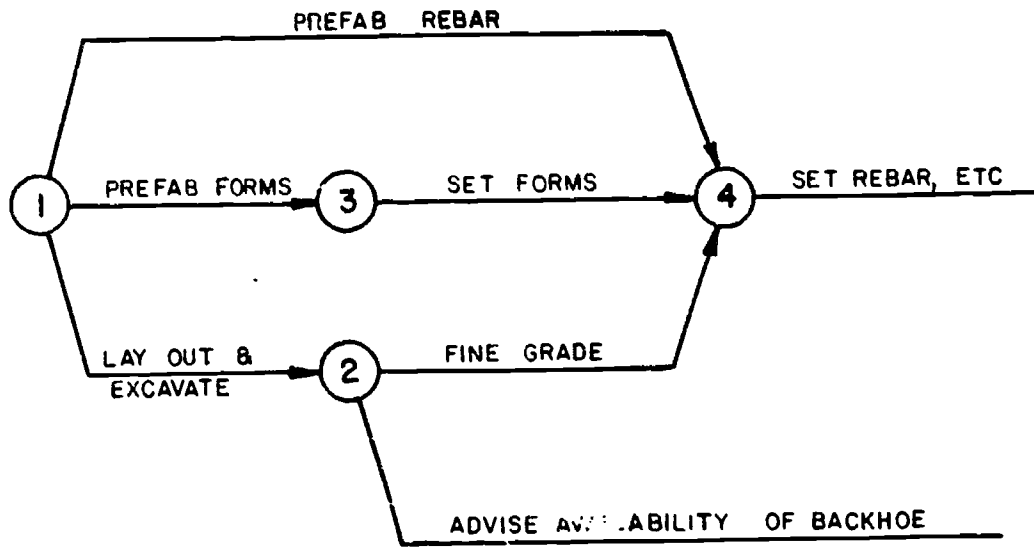 PREFAB REBAR
1
PREFAB FORMS
3
SET FORMS
4
SET REBAR, ETC
LAY OUT &
EXCAVATE
2
FINE GRADE
ADVISE AVAILABILITY OF BACKHOE